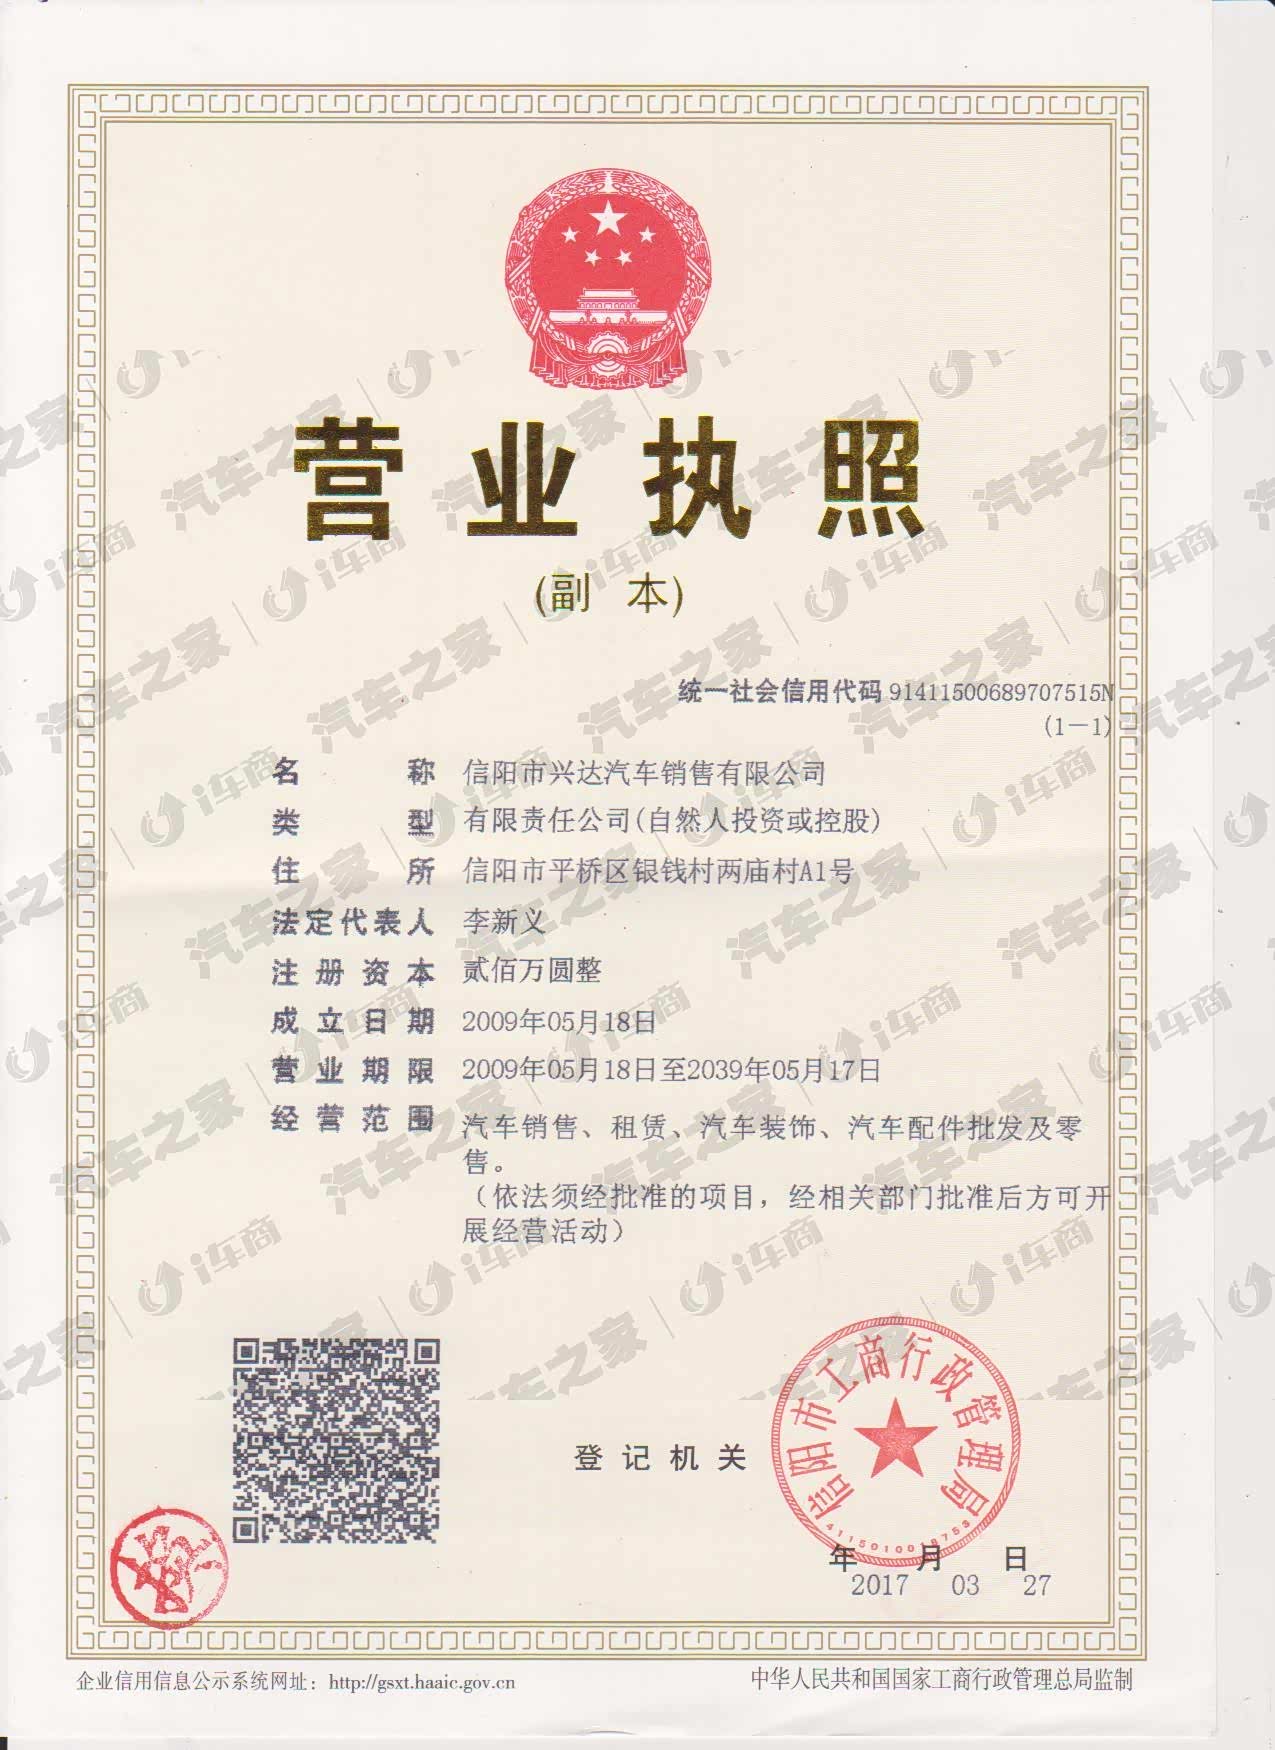 营业执照
(副 本)
统一社会信用代码 91411500689707515N
(1-1)
名称 信阳市兴达汽车销售有限公司
类型 有限责任公司(自然人投资或控股)
住所 信阳市平桥区银钱村两庙村A1号
法定代表人 李新义
注册资本 贰佰万圆整
成立日期 2009年05月18日
营业期限 2009年05月18日至2039年05月17日
经营范围 汽车销售、租赁、汽车装饰、汽车配件批发及零
售。
（依法须经批准的项目，经相关部门批准后方可开
展经营活动）
登记机关
信阳市工商行政管理局
年 月 日
2017 03 27
企业信用信息公示系统网址：http://gsxt.haaic.gov.cn
中华人民共和国国家工商行政管理总局监制
汽车之家 | i车商